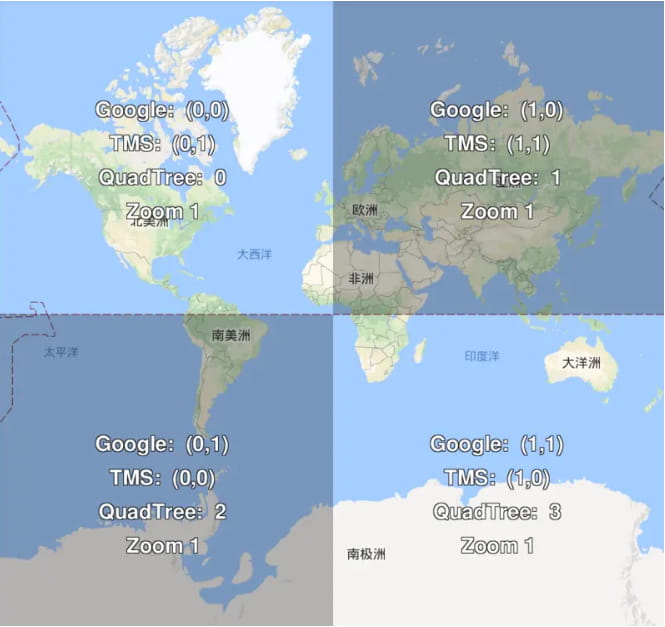 Google: (0,0)
TMS: (0,1)
QuadTree: 0
Zoom 1
北美洲
大西洋
Google: (1,0)
TMS: (1,1)
QuadTree: 1
亚洲
Zoom 1
欧洲
非洲
南美洲
太平洋
Google: (0,1)
TMS: (0,0)
QuadTree: 2
Zoom 1
印度洋
大洋洲
Google: (1,1)
TMS: (1,0)
QuadTree: 3
Zoom 1
南极洲